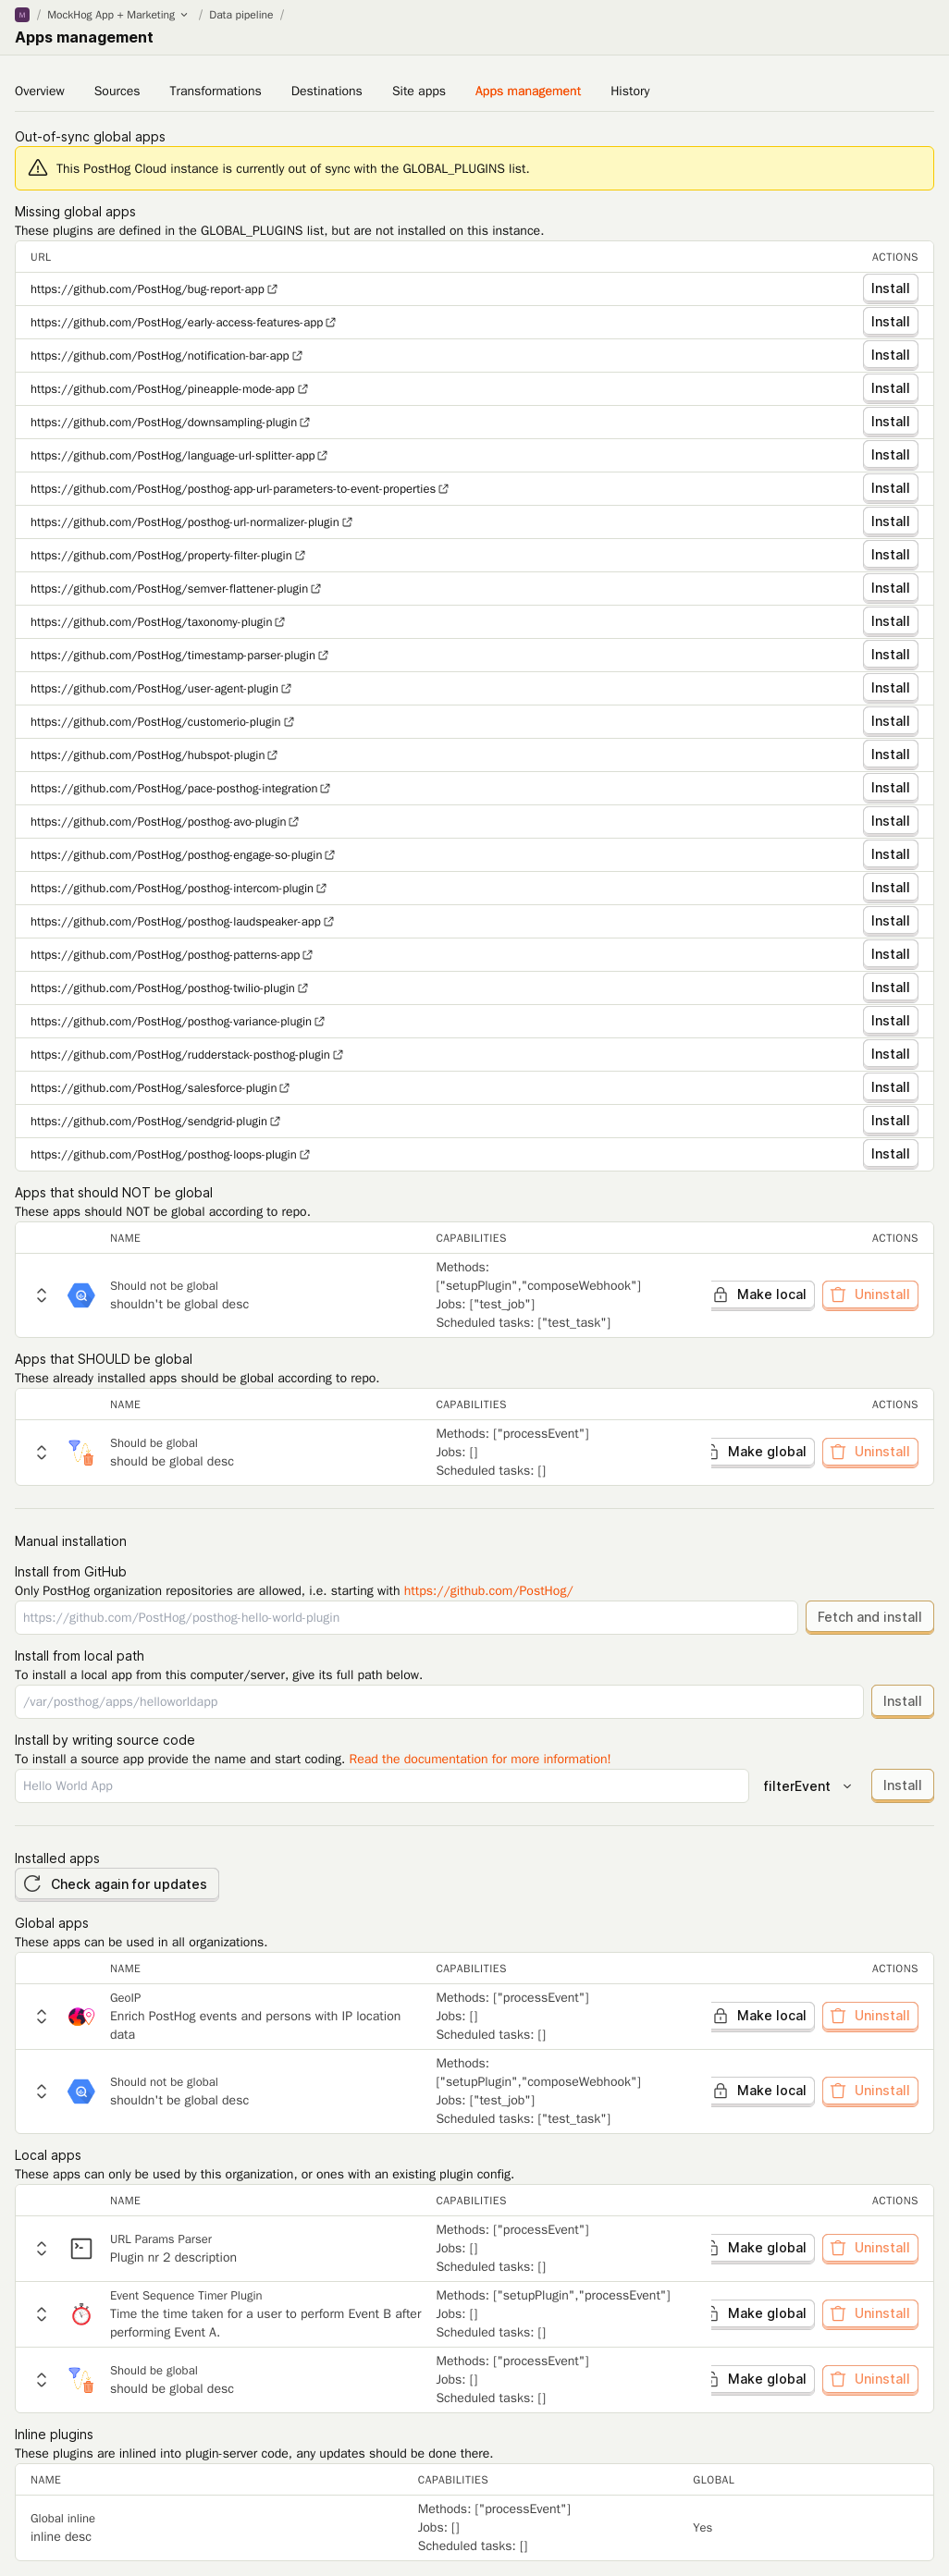 M / MockHog App + Marketing / Data pipeline /
Apps management
Overview Sources Transformations Destinations Site apps Apps management History
Out-of-sync global apps
This PostHog Cloud instance is currently out of sync with the GLOBAL_PLUGINS list.
Missing global apps
These plugins are defined in the GLOBAL_PLUGINS list, but are not installed on this instance.
URL ACTIONS
https://github.com/PostHog/bug-report-app Install
https://github.com/PostHog/early-access-features-app Install
https://github.com/PostHog/notification-bar-app Install
https://github.com/PostHog/pineapple-mode-app Install
https://github.com/PostHog/downsampling-plugin Install
https://github.com/PostHog/language-url-splitter-app Install
https://github.com/PostHog/posthog-app-url-parameters-to-event-properties Install
https://github.com/PostHog/posthog-url-normalizer-plugin Install
https://github.com/PostHog/property-filter-plugin Install
https://github.com/PostHog/semver-flattener-plugin Install
https://github.com/PostHog/taxonomy-plugin Install
https://github.com/PostHog/timestamp-parser-plugin Install
https://github.com/PostHog/user-agent-plugin Install
https://github.com/PostHog/customerio-plugin Install
https://github.com/PostHog/hubspot-plugin Install
https://github.com/PostHog/pace-posthog-integration Install
https://github.com/PostHog/posthog-avo-plugin Install
https://github.com/PostHog/posthog-engage-so-plugin Install
https://github.com/PostHog/posthog-intercom-plugin Install
https://github.com/PostHog/posthog-laudspeaker-app Install
https://github.com/PostHog/posthog-patterns-app Install
https://github.com/PostHog/posthog-twilio-plugin Install
https://github.com/PostHog/posthog-variance-plugin Install
https://github.com/PostHog/rudderstack-posthog-plugin Install
https://github.com/PostHog/salesforce-plugin Install
https://github.com/PostHog/sendgrid-plugin Install
https://github.com/PostHog/posthog-loops-plugin Install
Apps that should NOT be global
These apps should NOT be global according to repo.
NAME CAPABILITIES ACTIONS
Should not be global
shouldn't be global desc
Methods:
["setupPlugin","composeWebhook"]
Jobs: ["test_job"]
Scheduled tasks: ["test_task"]
Make local Uninstall
Apps that SHOULD be global
These already installed apps should be global according to repo.
NAME CAPABILITIES ACTIONS
Should be global
should be global desc
Methods: ["processEvent"]
Jobs: []
Scheduled tasks: []
Make global Uninstall
Manual installation
Install from GitHub
Only PostHog organization repositories are allowed, i.e. starting with https://github.com/PostHog/
https://github.com/PostHog/posthog-hello-world-plugin Fetch and install
Install from local path
To install a local app from this computer/server, give its full path below.
/var/posthog/apps/helloworldapp Install
Install by writing source code
To install a source app provide the name and start coding. Read the documentation for more information!
Hello World App filterEvent Install
Installed apps
Check again for updates
Global apps
These apps can be used in all organizations.
NAME CAPABILITIES ACTIONS
GeoIP
Enrich PostHog events and persons with IP location
data
Methods: ["processEvent"]
Jobs: []
Scheduled tasks: []
Make local Uninstall
Should not be global
shouldn't be global desc
Methods:
["setupPlugin","composeWebhook"]
Jobs: ["test_job"]
Scheduled tasks: ["test_task"]
Make local Uninstall
Local apps
These apps can only be used by this organization, or ones with an existing plugin config.
NAME CAPABILITIES ACTIONS
URL Params Parser
Plugin nr 2 description
Methods: ["processEvent"]
Jobs: []
Scheduled tasks: []
Make global Uninstall
Event Sequence Timer Plugin
Time the time taken for a user to perform Event B after
performing Event A.
Methods: ["setupPlugin","processEvent"]
Jobs: []
Scheduled tasks: []
Make global Uninstall
Should be global
should be global desc
Methods: ["processEvent"]
Jobs: []
Scheduled tasks: []
Make global Uninstall
Inline plugins
These plugins are inlined into plugin-server code, any updates should be done there.
NAME CAPABILITIES GLOBAL
Global inline
inline desc
Methods: ["processEvent"]
Jobs: []
Scheduled tasks: []
Yes